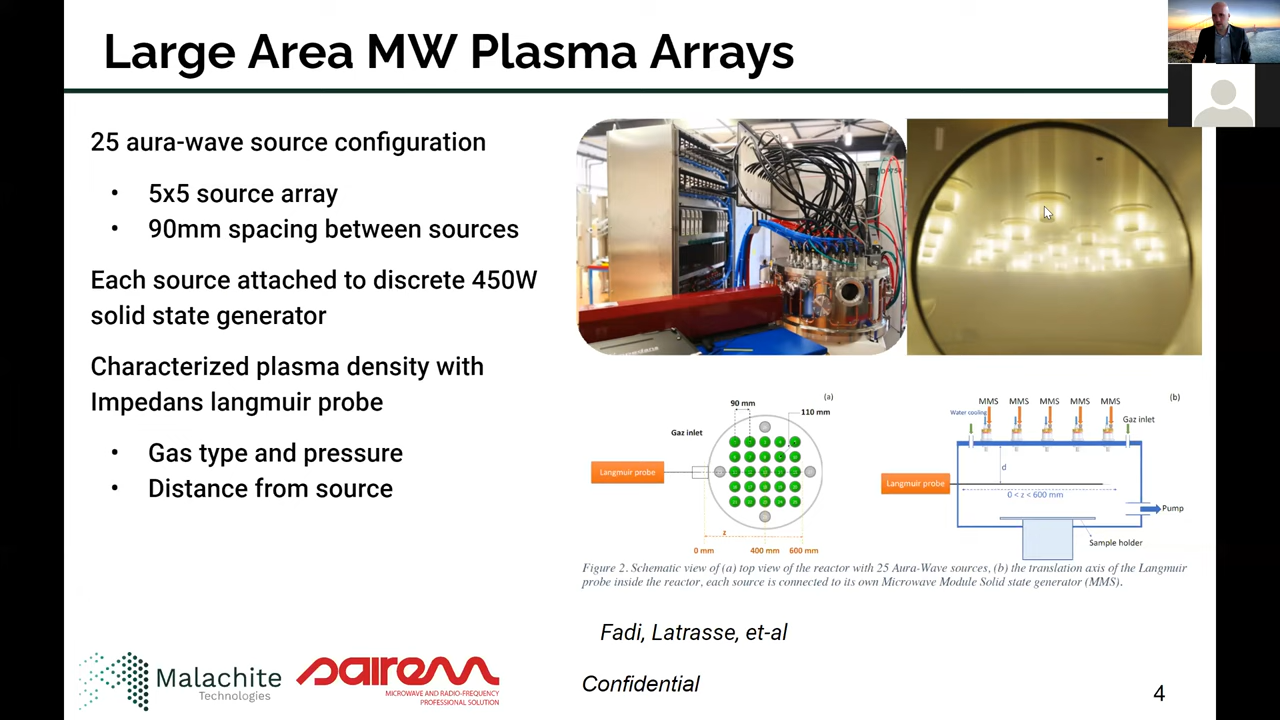 Large Area MW Plasma Arrays
25 aura-wave source configuration
• 5x5 source array
• 90mm spacing between sources
Each source attached to discrete 450W
solid state generator
Characterized plasma density with
Impedans langmuir probe
• Gas type and pressure
• Distance from source
90 mm
(a)
110 mm
Gaz inlet
Langmuir probe
z
0 mm
400 mm
600 mm
MMS MMS MMS MMS MMS
(b)
Water cooling
Gaz inlet
d
Langmuir probe
0 < z < 600 mm
Pump
Sample holder
Figure 2. Schematic view of (a) top view of the reactor with 25 Aura-Wave sources, (b) the translation axis of the Langmuir
probe inside the reactor, each source is connected to its own Microwave Module Solid state generator (MMS).
Fadi, Latrasse, et-al
Confidential
Malachite
Technologies
sairem
MICROWAVE AND RADIO-FREQUENCY
PROFESSIONAL SOLUTION
4